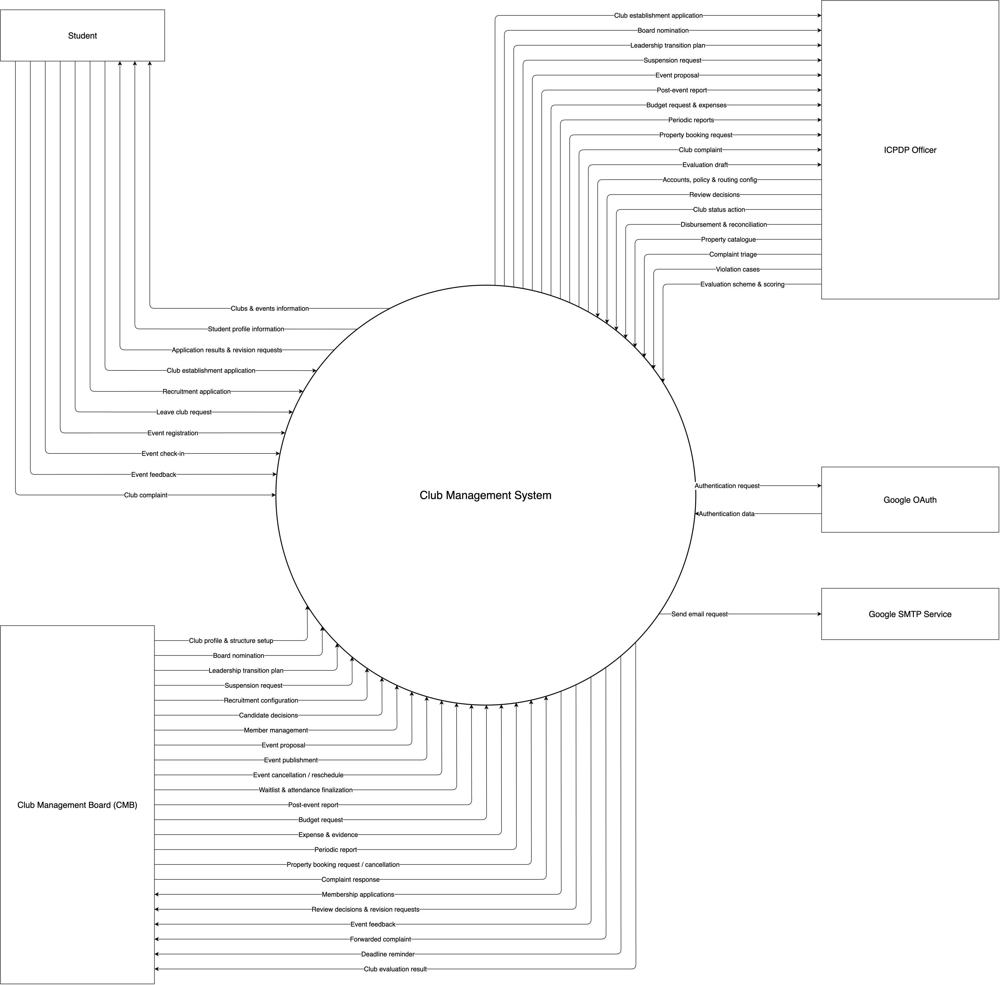 Student
Club establishment application
Board nomination
Leadership transition plan
Suspension request
Event proposal
Post-event report
Budget request & expenses
Periodic reports
Property booking request
Club complaint
Evaluation draft
Accounts, policy & routing config
Review decisions
Club status action
Disbursement & reconciliation
Property catalogue
Complaint triage
Violation cases
Evaluation scheme & scoring
ICPDP Officer
Clubs & events information
Student profile information
Application results & revision requests
Club establishment application
Recruitment application
Leave club request
Event registration
Event check-in
Event feedback
Club complaint
Club Management System
Authentication request
Authentication data
Google OAuth
Send email request
Google SMTP Service
Club profile & structure setup
Board nomination
Leadership transition plan
Suspension request
Recruitment configuration
Candidate decisions
Member management
Event proposal
Event publishment
Event cancellation / reschedule
Waitlist & attendance finalization
Post-event report
Budget request
Expense & evidence
Periodic report
Property booking request / cancellation
Complaint response
Membership applications
Review decisions & revision requests
Event feedback
Forwarded complaint
Deadline reminder
Club evaluation result
Club Management Board (CMB)